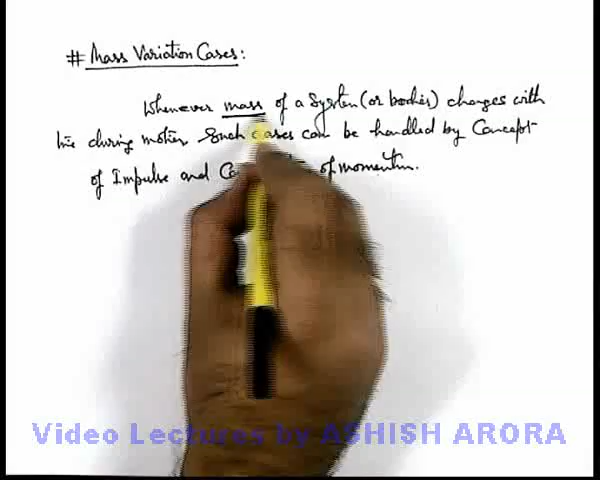 # Mass Variation Cases:
Whenever mass of a System (or bodies) changes with
time during motion Such cases can be handled by Concept
of Impulse and of momentum.
Video Lectures by ASHISH ARORA